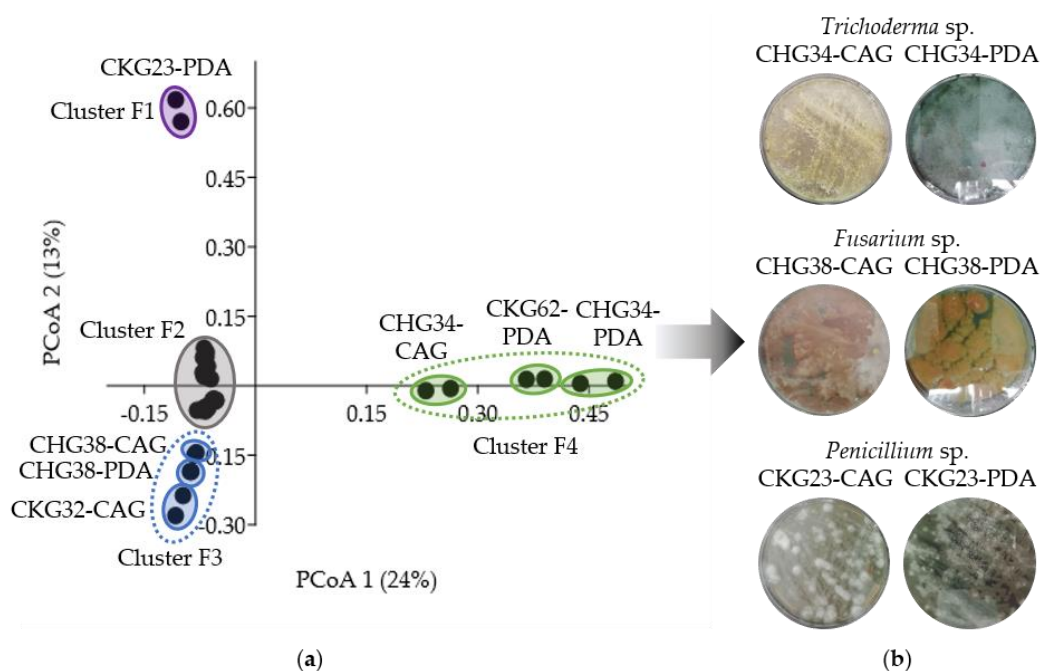 CKG23-PDA
Cluster F1
0.60
0.45
0.30
0.15
PCoA 2 (13%)
Cluster F2
CHG34-
CAG
CKG62-
PDA
CHG34-
PDA
-0.15
0.15
0.30
0.45
Cluster F4
CHG38-CAG
-0.15
CHG38-PDA
CKG32-CAG
-0.30
Cluster F3
PCoA 1 (24%)
(a)
Trichoderma sp.
CHG34-CAG CHG34-PDA
Fusarium sp.
CHG38-CAG CHG38-PDA
Penicillium sp.
CKG23-CAG CKG23-PDA
(b)